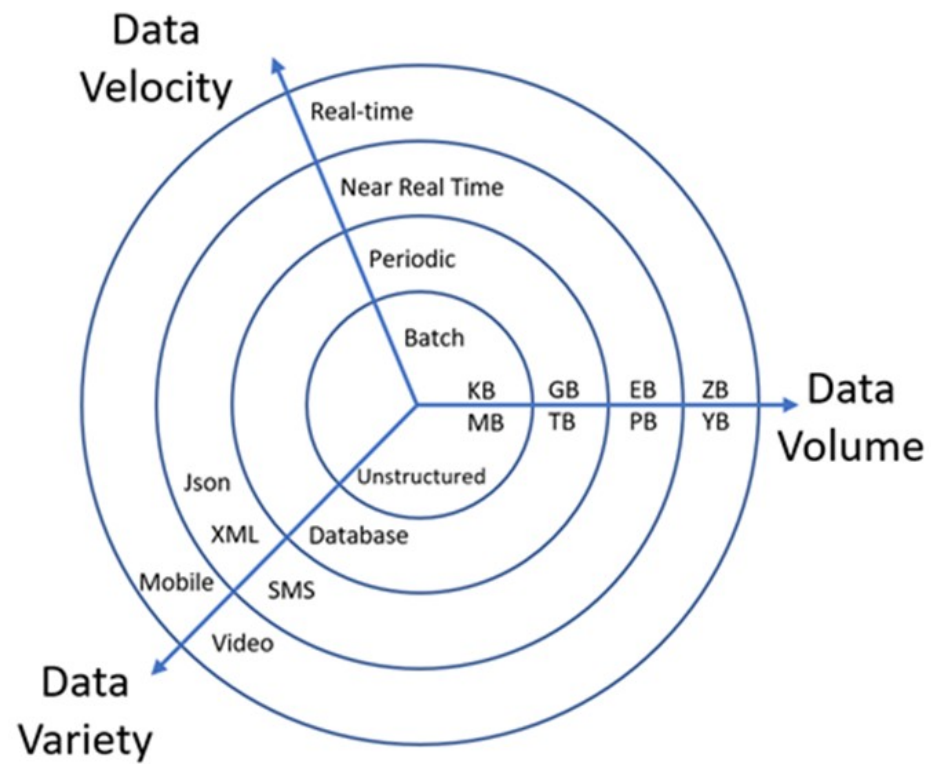 Data
Velocity
Real-time
Near Real Time
Periodic
Batch
KB GB EB ZB
MB TB PB YB
Data
Volume
Unstructured
Json
XML Database
Mobile SMS
Video
Data
Variety